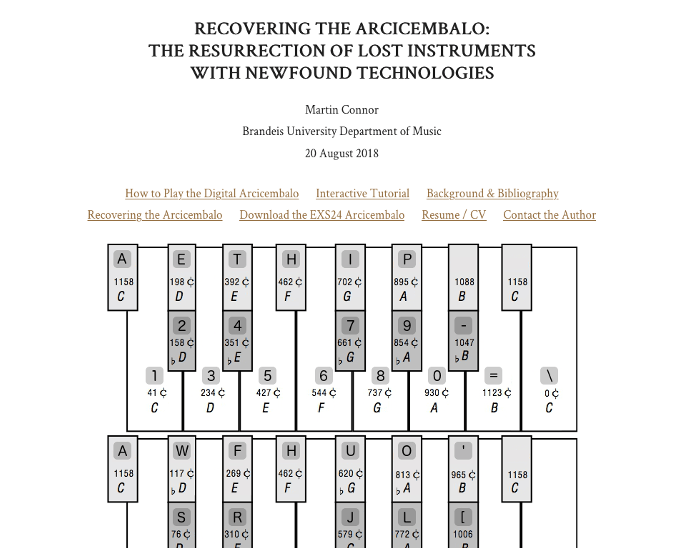 RECOVERING THE ARCICEMBALO:
THE RESURRECTION OF LOST INSTRUMENTS
WITH NEWFOUND TECHNOLOGIES
Martin Connor
Brandeis University Department of Music
20 August 2018
How to Play the Digital Arcicembalo Interactive Tutorial Background & Bibliography
Recovering the Arcicembalo Download the EXS24 Arcicembalo Resume / CV Contact the Author
A E T H I P
1158 198 ¢ 392 ¢ 462 ¢ 702 ¢ 895 ¢ 1088 1158
C D E F G A B C
2 4 7 9 -
158 ¢ 351 ¢ 661 ¢ 854 ¢ 1047
♭D ♭E ♭G ♭A ♭B
1 3 5 6 8 0 = \
41 ¢ 234 ¢ 427 ¢ 544 ¢ 737 ¢ 930 ¢ 1123 ¢ 0 ¢
C D E F G A B C
A W F H U O '
1158 117 ¢ 269 ¢ 462 ¢ 620 ¢ 813 ¢ 965 ¢ 1158
C ♭D E F ♭G ♭A B C
S R J L [
76 ¢ 310 ¢ 579 ¢ 772 ¢ 1006